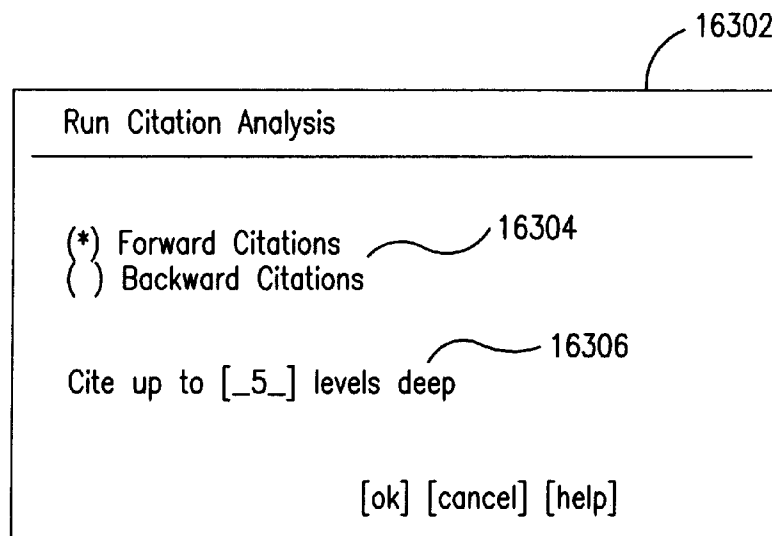 16302
Run Citation Analysis
(*) Forward Citations
16304
( ) Backward Citations
16306
Cite up to [_5_] levels deep
[ok] [cancel] [help]